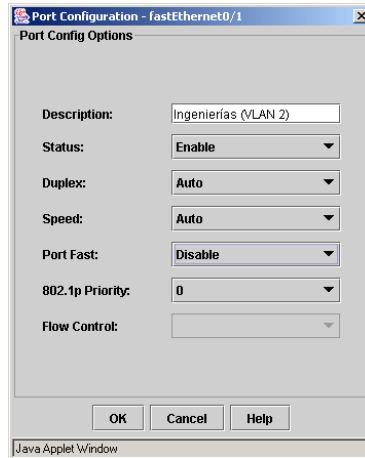 Port Configuration - fastEthernet0/1
Port Config Options
Description: Ingenierías (VLAN 2)
Status: Enable
Duplex: Auto
Speed: Auto
Port Fast: Disable
802.1p Priority: 0
Flow Control:
OK Cancel Help
Java Applet Window